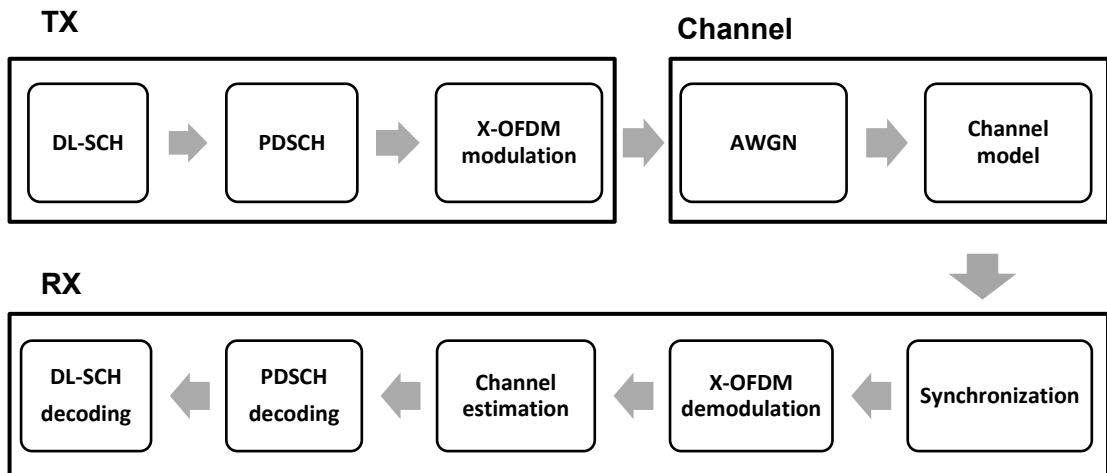 TX
Channel
DL-SCH
PDSCH
X-OFDM
modulation
AWGN
Channel
model
RX
DL-SCH
decoding
PDSCH
decoding
Channel
estimation
X-OFDM
demodulation
Synchronization